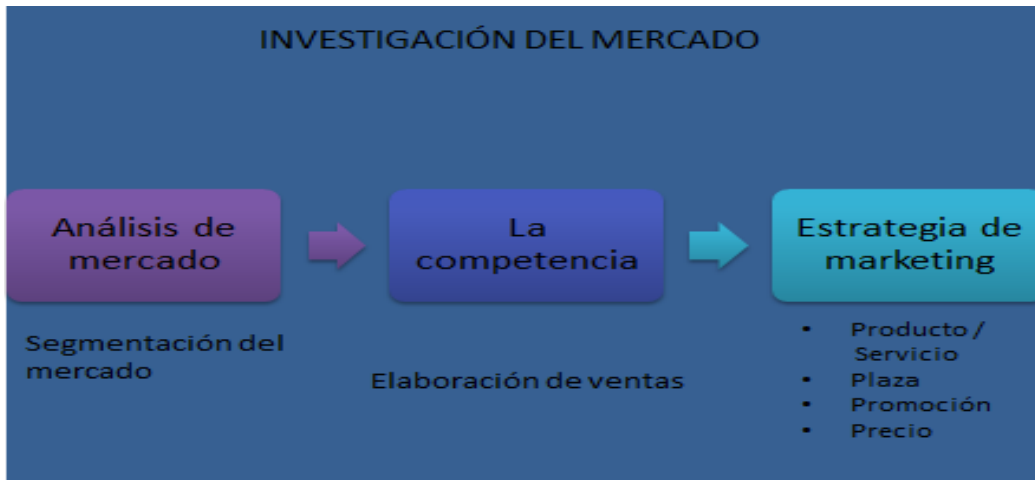 INVESTIGACIÓN DEL MERCADO
Análisis de
mercado
La
competencia
Estrategia de
marketing
Segmentación del
mercado
Elaboración de ventas
• Producto /
Servicio
• Plaza
• Promoción
• Precio